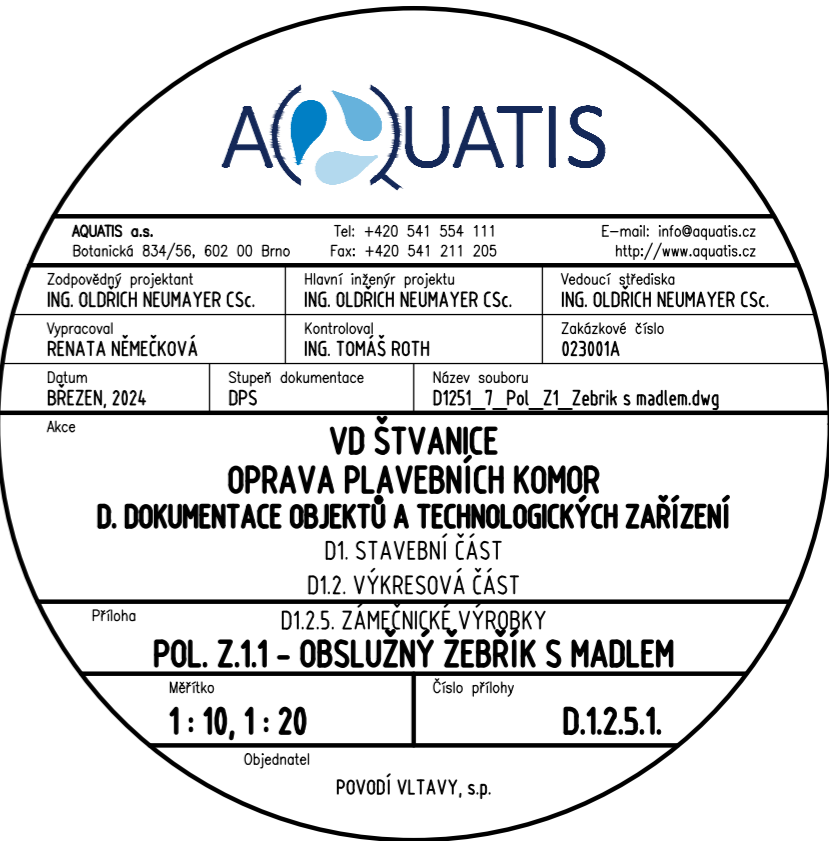 AQUATIS
AQUATIS a.s.
Botanická 834/56, 602 00 Brno
Tel: +420 541 554 111
Fax: +420 541 211 205
E-mail: info@aquatis.cz
http://www.aquatis.cz
Zodpovědný projektant
ING. OLDŘICH NEUMAYER CSc.
Hlavní inženýr projektu
ING. OLDŘICH NEUMAYER CSc.
Vedoucí střediska
ING. OLDŘICH NEUMAYER CSc.
Vypracoval
RENATA NĚMEČKOVÁ
Kontroloval
ING. TOMÁŠ ROTH
Zakázkové číslo
023001A
Datum
BŘEZEN, 2024
Stupeň dokumentace
DPS
Název souboru
D1251_7_Pol_Z1_Zebrik s madlem.dwg
Akce
VD ŠTVANICE
OPRAVA PLAVEBNÍCH KOMOR
D. DOKUMENTACE OBJEKTŮ A TECHNOLOGICKÝCH ZAŘÍZENÍ
D1. STAVEBNÍ ČÁST
D1.2. VÝKRESOVÁ ČÁST
Příloha
D1.2.5. ZÁMEČNICKÉ VÝROBKY
POL. Z.1.1 - OBSLUŽNÝ ŽEBŘÍK S MADLEM
Měřítko
1 : 10, 1 : 20
Číslo přílohy
D.1.2.5.1.
Objednatel
POVODÍ VLTAVY, s.p.